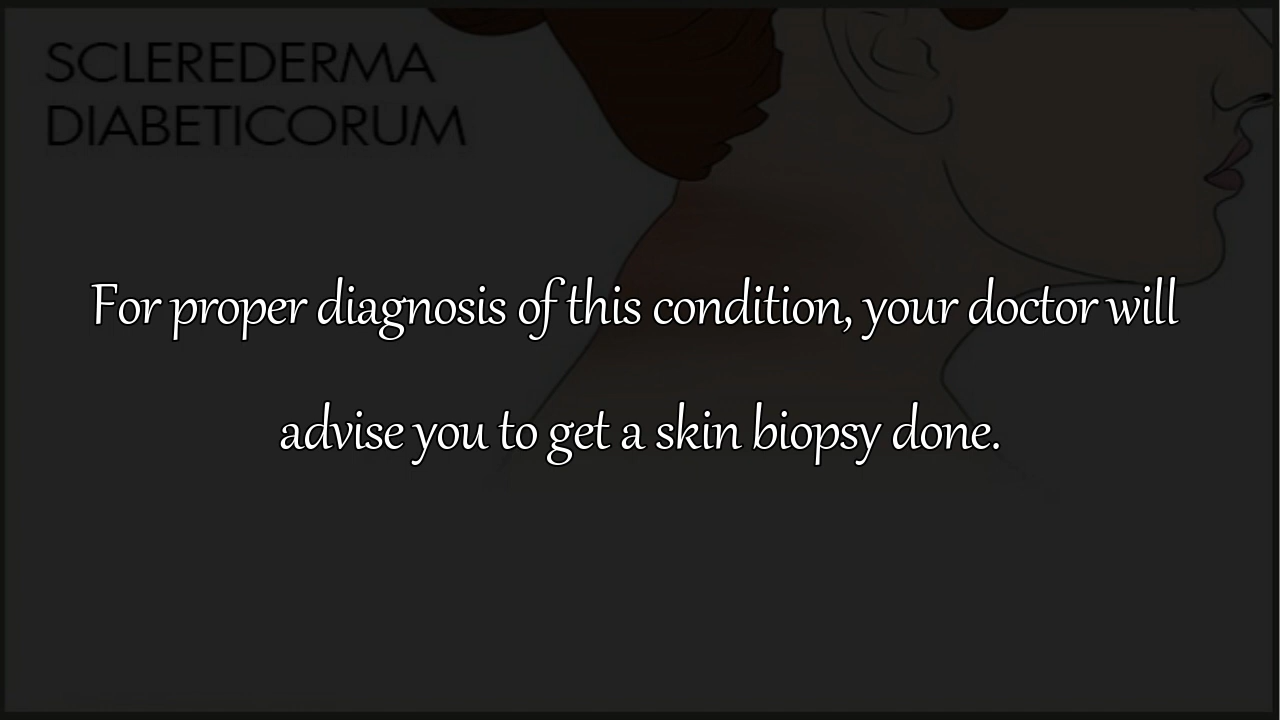 SCLEREDERMA
DIABETICORUM
For proper diagnosis of this condition, your doctor will
advise you to get a skin biopsy done.